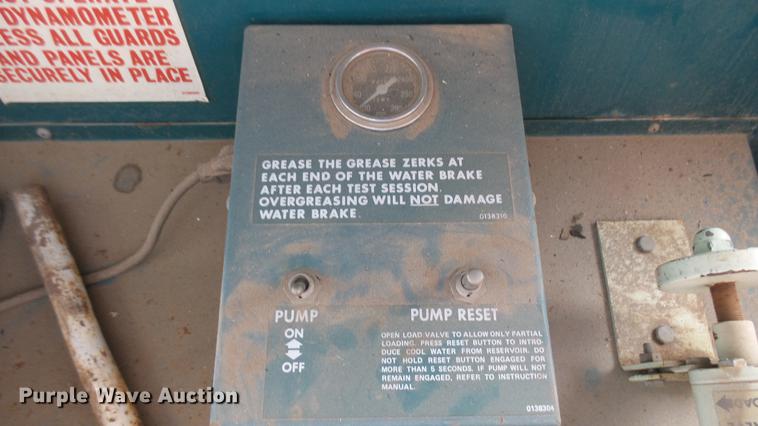 DYNAMOMETER
ESS ALL GUARDS
AND PANELS ARE
SECURELY IN PLACE
GREASE THE GREASE ZERKS AT
EACH END OF THE WATER BRAKE
AFTER EACH TEST SESSION.
OVERGREASING WILL NOT DAMAGE
WATER BRAKE.
0138310
PUMP
ON
OFF
PUMP RESET
OPEN LOAD VALVE TO ALLOW ONLY PARTIAL
LOADING. PRESS RESET BUTTON TO INTRO-
DUCE COOL WATER FROM RESERVOIR. DO
NOT HOLD RESET BUTTON ENGAGED FOR
MORE THAN 5 SECONDS. IF PUMP WILL NOT
REMAIN ENGAGED, REFER TO INSTRUCTION
MANUAL.
0138304
Purple Wave Auction